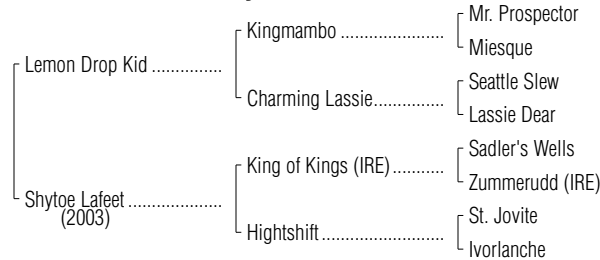 Mr. Prospector
Kingmambo ....................
Miesque
Lemon Drop Kid ...............
Seattle Slew
Charming Lassie...............
Lassie Dear
Sadler's Wells
King of Kings (IRE)...........
Zummerudd (IRE)
Shytoe Lafeet ....................
(2003)
St. Jovite
Hightshift..........................
Ivorlanche